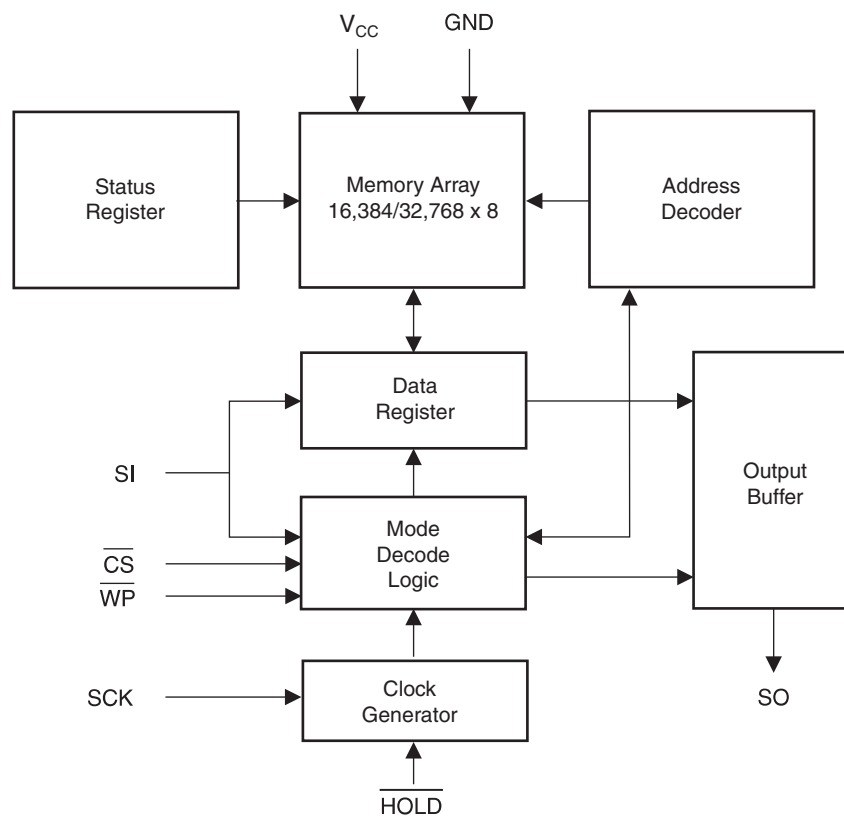 VCC GND
Status
Register
Memory Array
16,384/32,768 x 8
Address
Decoder
Data
Register
SI
Output
Buffer
Mode
Decode
Logic
CS
WP
SCK
Clock
Generator
SO
HOLD